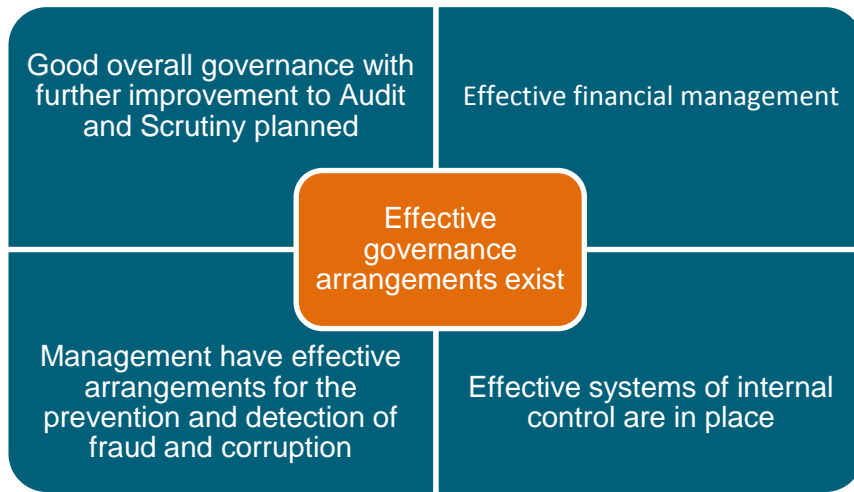 Good overall governance with
further improvement to Audit
and Scrutiny planned
Effective financial management
Effective
governance
arrangements exist
Management have effective
arrangements for the
prevention and detection of
fraud and corruption
Effective systems of internal
control are in place